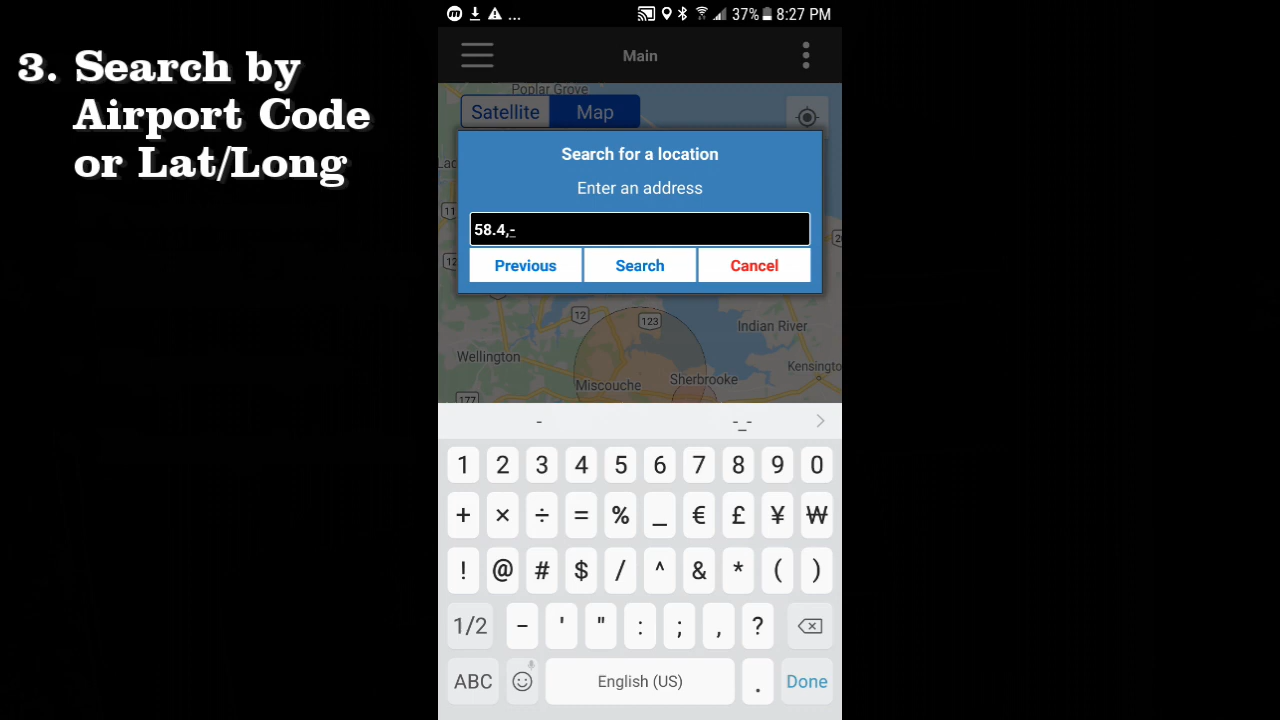 3. Search by
Airport Code
or Lat/Long
... 37% 8:27 PM
Main
Poplar Grove
Satellite Map
Search for a location
Enter an address
58.4,-
Previous Search Cancel
12 123
Indian River
Wellington
Kensingto
Miscouche Sherbrooke
177
- -_-
1 2 3 4 5 6 7 8 9 0
+ × ÷ = % _ € £ ¥ ₩
! @ # $ / ^ & * ( )
1/2 - ' " : ; , ?
ABC English (US) . Done